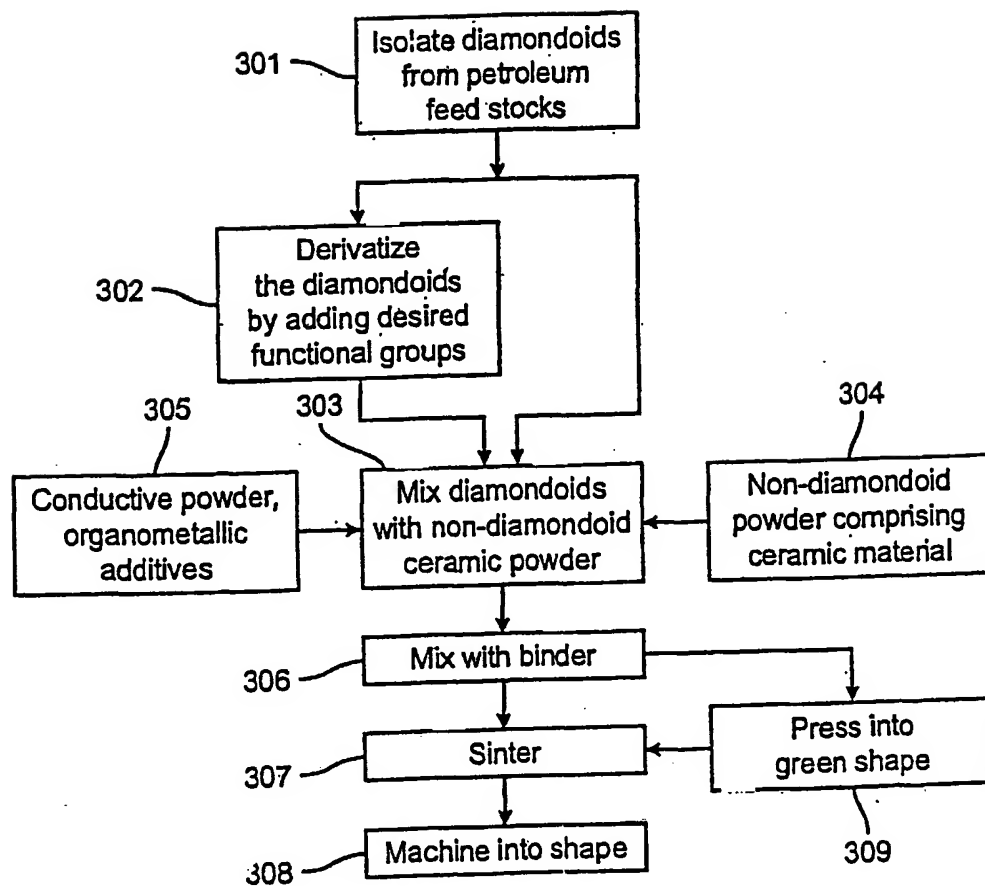 301
Isolate diamondoids
from petroleum
feed stocks
302
Derivatize
the diamondoids
by adding desired
functional groups
305
303
304
Conductive powder,
organometallic
additives
Mix diamondoids
with non-diamondoid
ceramic powder
Non-diamondoid
powder comprising
ceramic material
306
Mix with binder
307
Sinter
Press into
green shape
308
Machine into shape
309